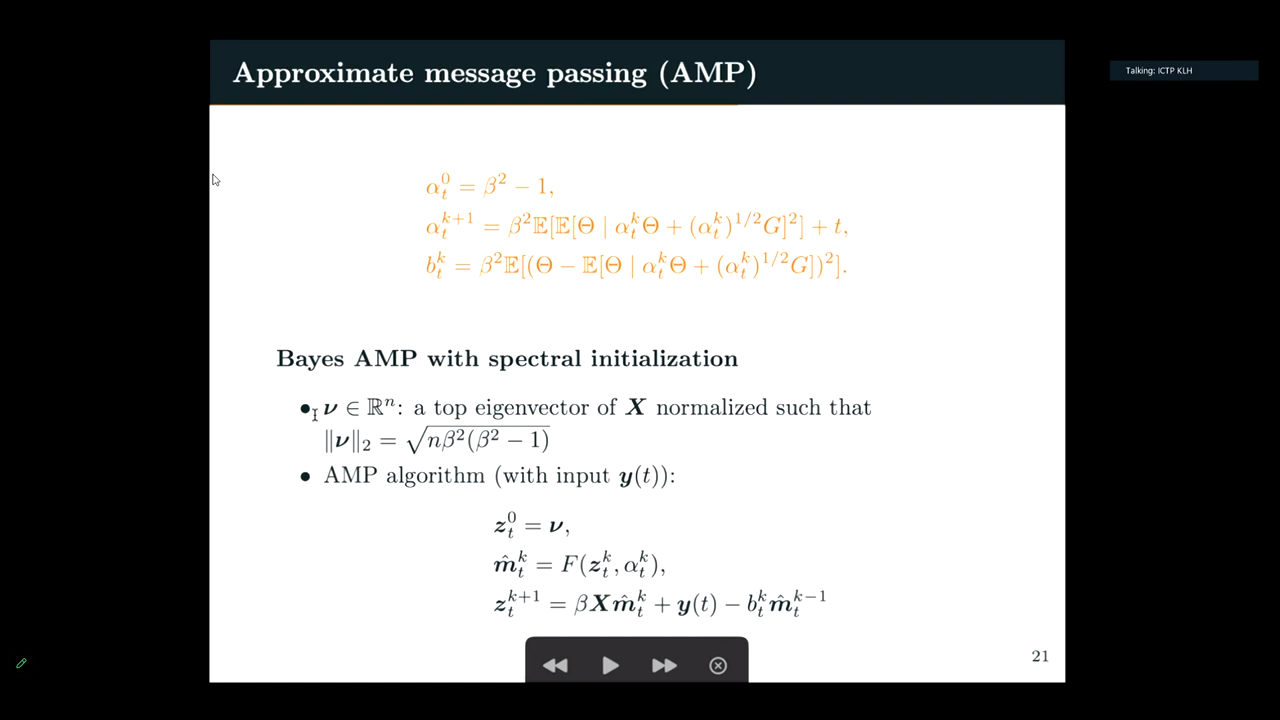 Approximate message passing (AMP)
Talking: ICTP KLH
α_t^0 = β^2 − 1,
α_t^{k+1} = β^2 𝔼[𝔼[Θ | α_t^k Θ + (α_t^k)^{1/2} G]^2] + t,
b_t^k = β^2 𝔼[(Θ − 𝔼[Θ | α_t^k Θ + (α_t^k)^{1/2} G])^2].
Bayes AMP with spectral initialization
• ν ∈ ℝ^n: a top eigenvector of X normalized such that
‖ν‖_2 = √(nβ^2(β^2 − 1))
• AMP algorithm (with input y(t)):
z_t^0 = ν,
m̂_t^k = F(z_t^k, α_t^k),
z_t^{k+1} = βX m̂_t^k + y(t) − b_t^k m̂_t^{k−1}
21